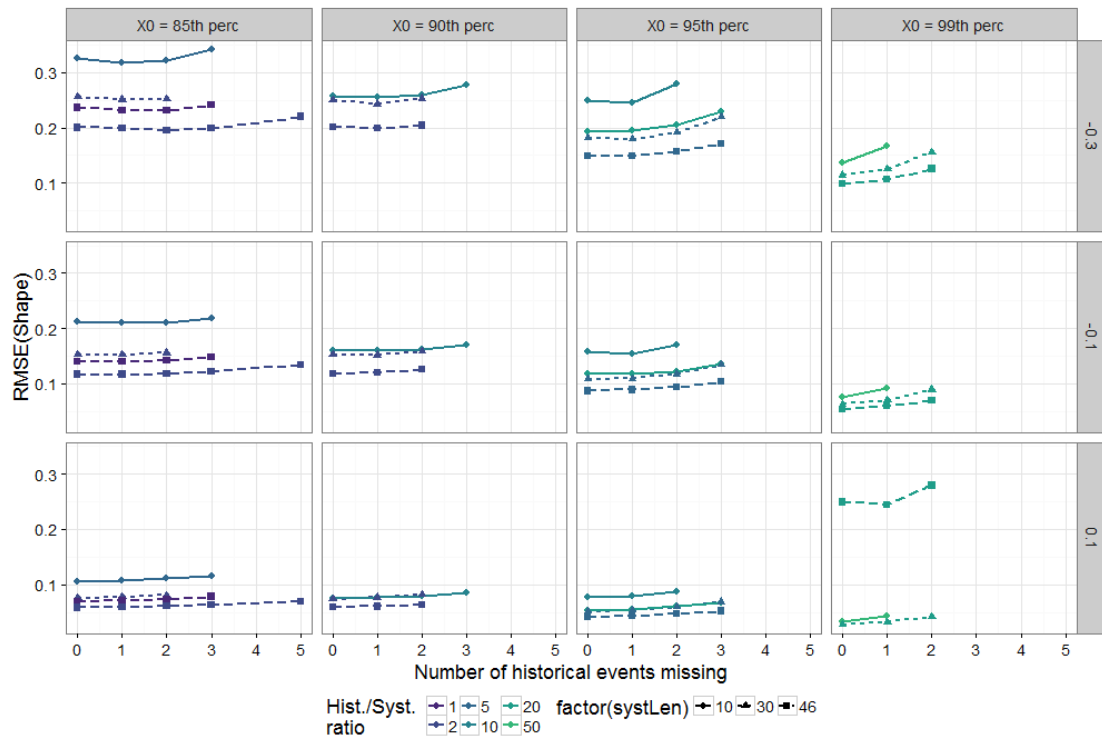 X0 = 85th perc X0 = 90th perc X0 = 95th perc X0 = 99th perc
0.3
0.2
0.1
-0.3
0.3
0.2
0.1
-0.1
0.3
0.2
0.1
0.1
RMSE(Shape)
0 1 2 3 4 5 0 1 2 3 4 5 0 1 2 3 4 5 0 1 2 3 4 5
Number of historical events missing
Hist./Syst. 1 5 20 factor(systLen) 10 30 46
ratio 2 10 50